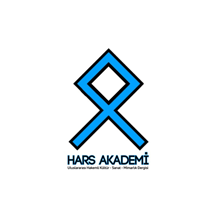 HARS AKADEMİ
Uluslararası Hakemli Kültür - Sanat - Mimarlık Dergisi